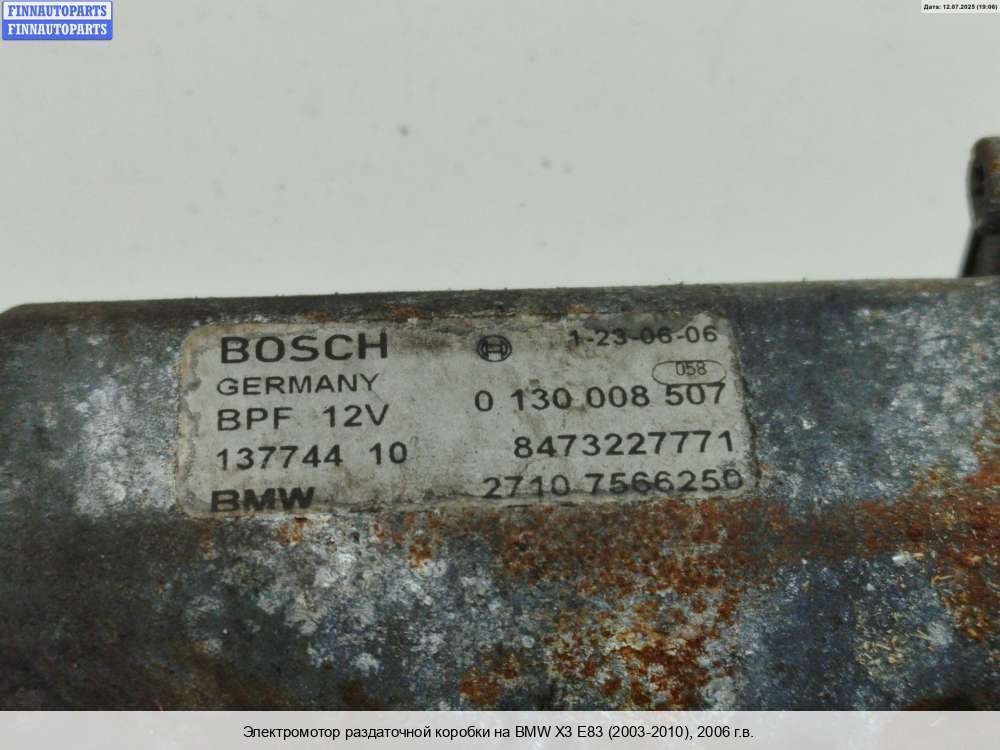 FINNAUTOPARTS
FINNAUTOPARTS
Дата: 12.07.2025 (19:06)
BOSCH 1-23-06-06
GERMANY 058
BPF 12V 0 130 008 507
137744 10 8473227771
BMW 2710 7566250
Электромотор раздаточной коробки на BMW X3 E83 (2003-2010), 2006 г.в.